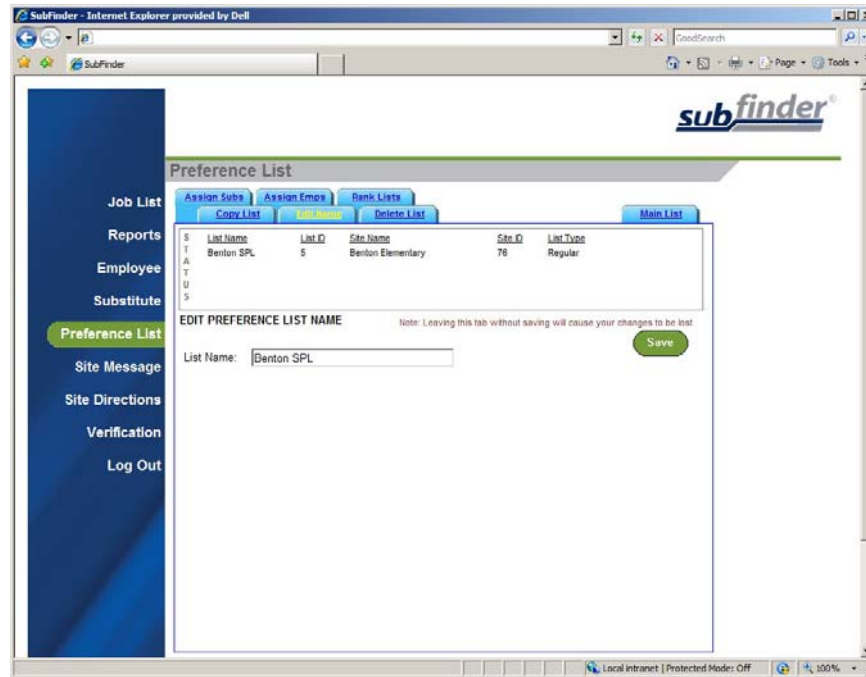 SubFinder - Internet Explorer provided by Dell
GoodSearch
SubFinder
Page Tools
subfinder®
Preference List
Assign Subs Assign Emps Rank Lists
Copy List Edit Name Delete List Main List
Job List
Reports
Employee
Substitute
Preference List
Site Message
Site Directions
Verification
Log Out
STATUS
List Name List ID Site Name Site ID List Type
Benton SPL 5 Benton Elementary 76 Regular
EDIT PREFERENCE LIST NAME Note: Leaving this tab without saving will cause your changes to be lost
Save
List Name: Benton SPL
Local intranet | Protected Mode: Off 100%